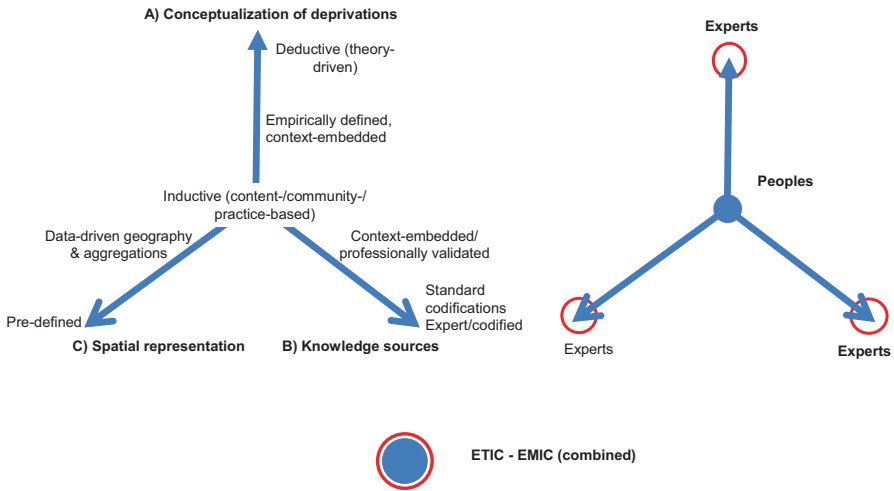 A) Conceptualization of deprivations
Deductive (theory-
driven)
Empirically defined,
context-embedded
Inductive (content-/community-/
practice-based)
Data-driven geography
& aggregations
Context-embedded/
professionally validated
Pre-defined
Standard
codifications
Expert/codified
C) Spatial representation
B) Knowledge sources
Experts
Peoples
Experts
Experts
ETIC - EMIC (combined)